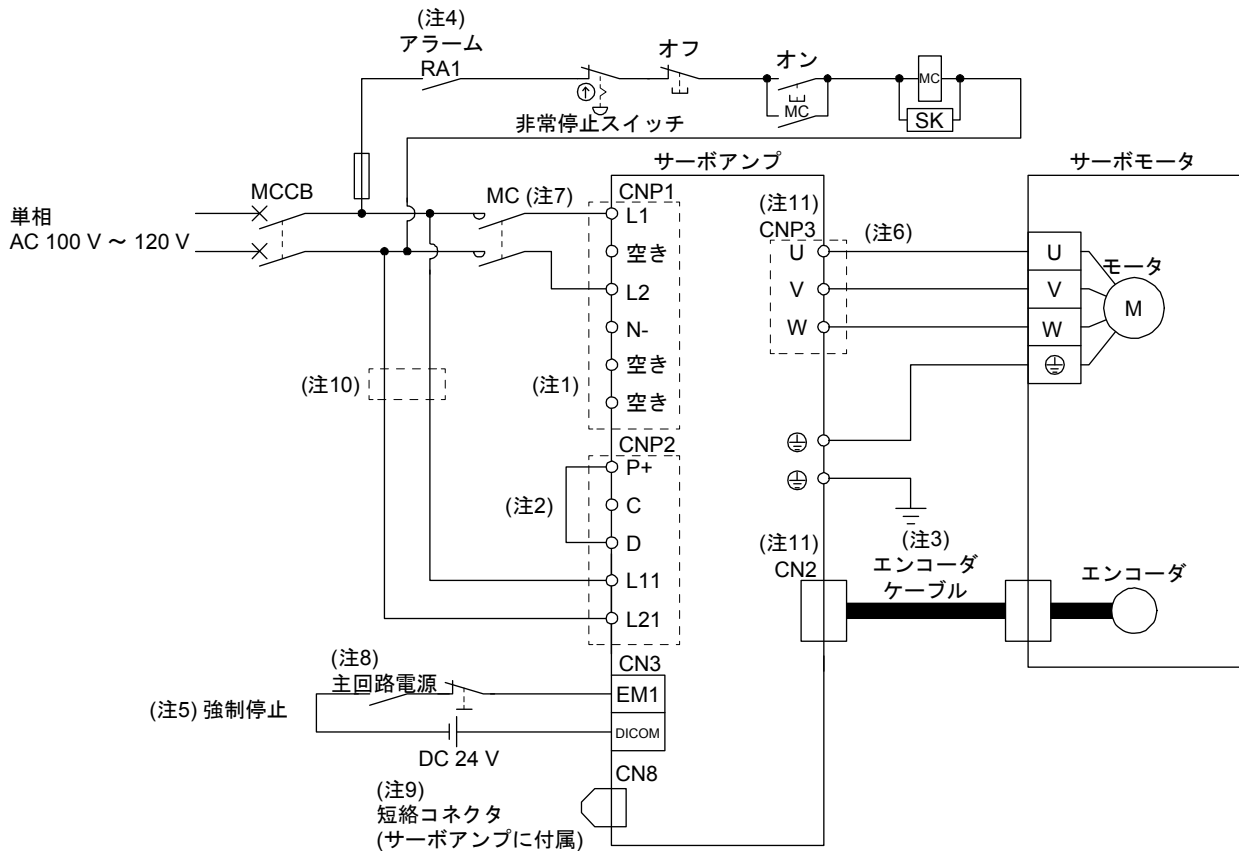 (注4)
アラーム
RA1
オフ
オン
MC
SK
MC
非常停止スイッチ
サーボアンプ
サーボモータ
MCCB
MC (注7)
CNP1
単相
AC 100 V ～ 120 V
L1
空き
L2
N-
空き
空き
(注11)
CNP3
U
V
W
(注6)
U
V
W
モータ
M
(注10)
(注1)
CNP2
P+
C
D
L11
L21
(注2)
(注3)
(注11)
CN2
エンコーダ
ケーブル
エンコーダ
CN3
(注8)
主回路電源
EM1
(注5) 強制停止
DICOM
DC 24 V
CN8
(注9)
短絡コネクタ
(サーボアンプに付属)